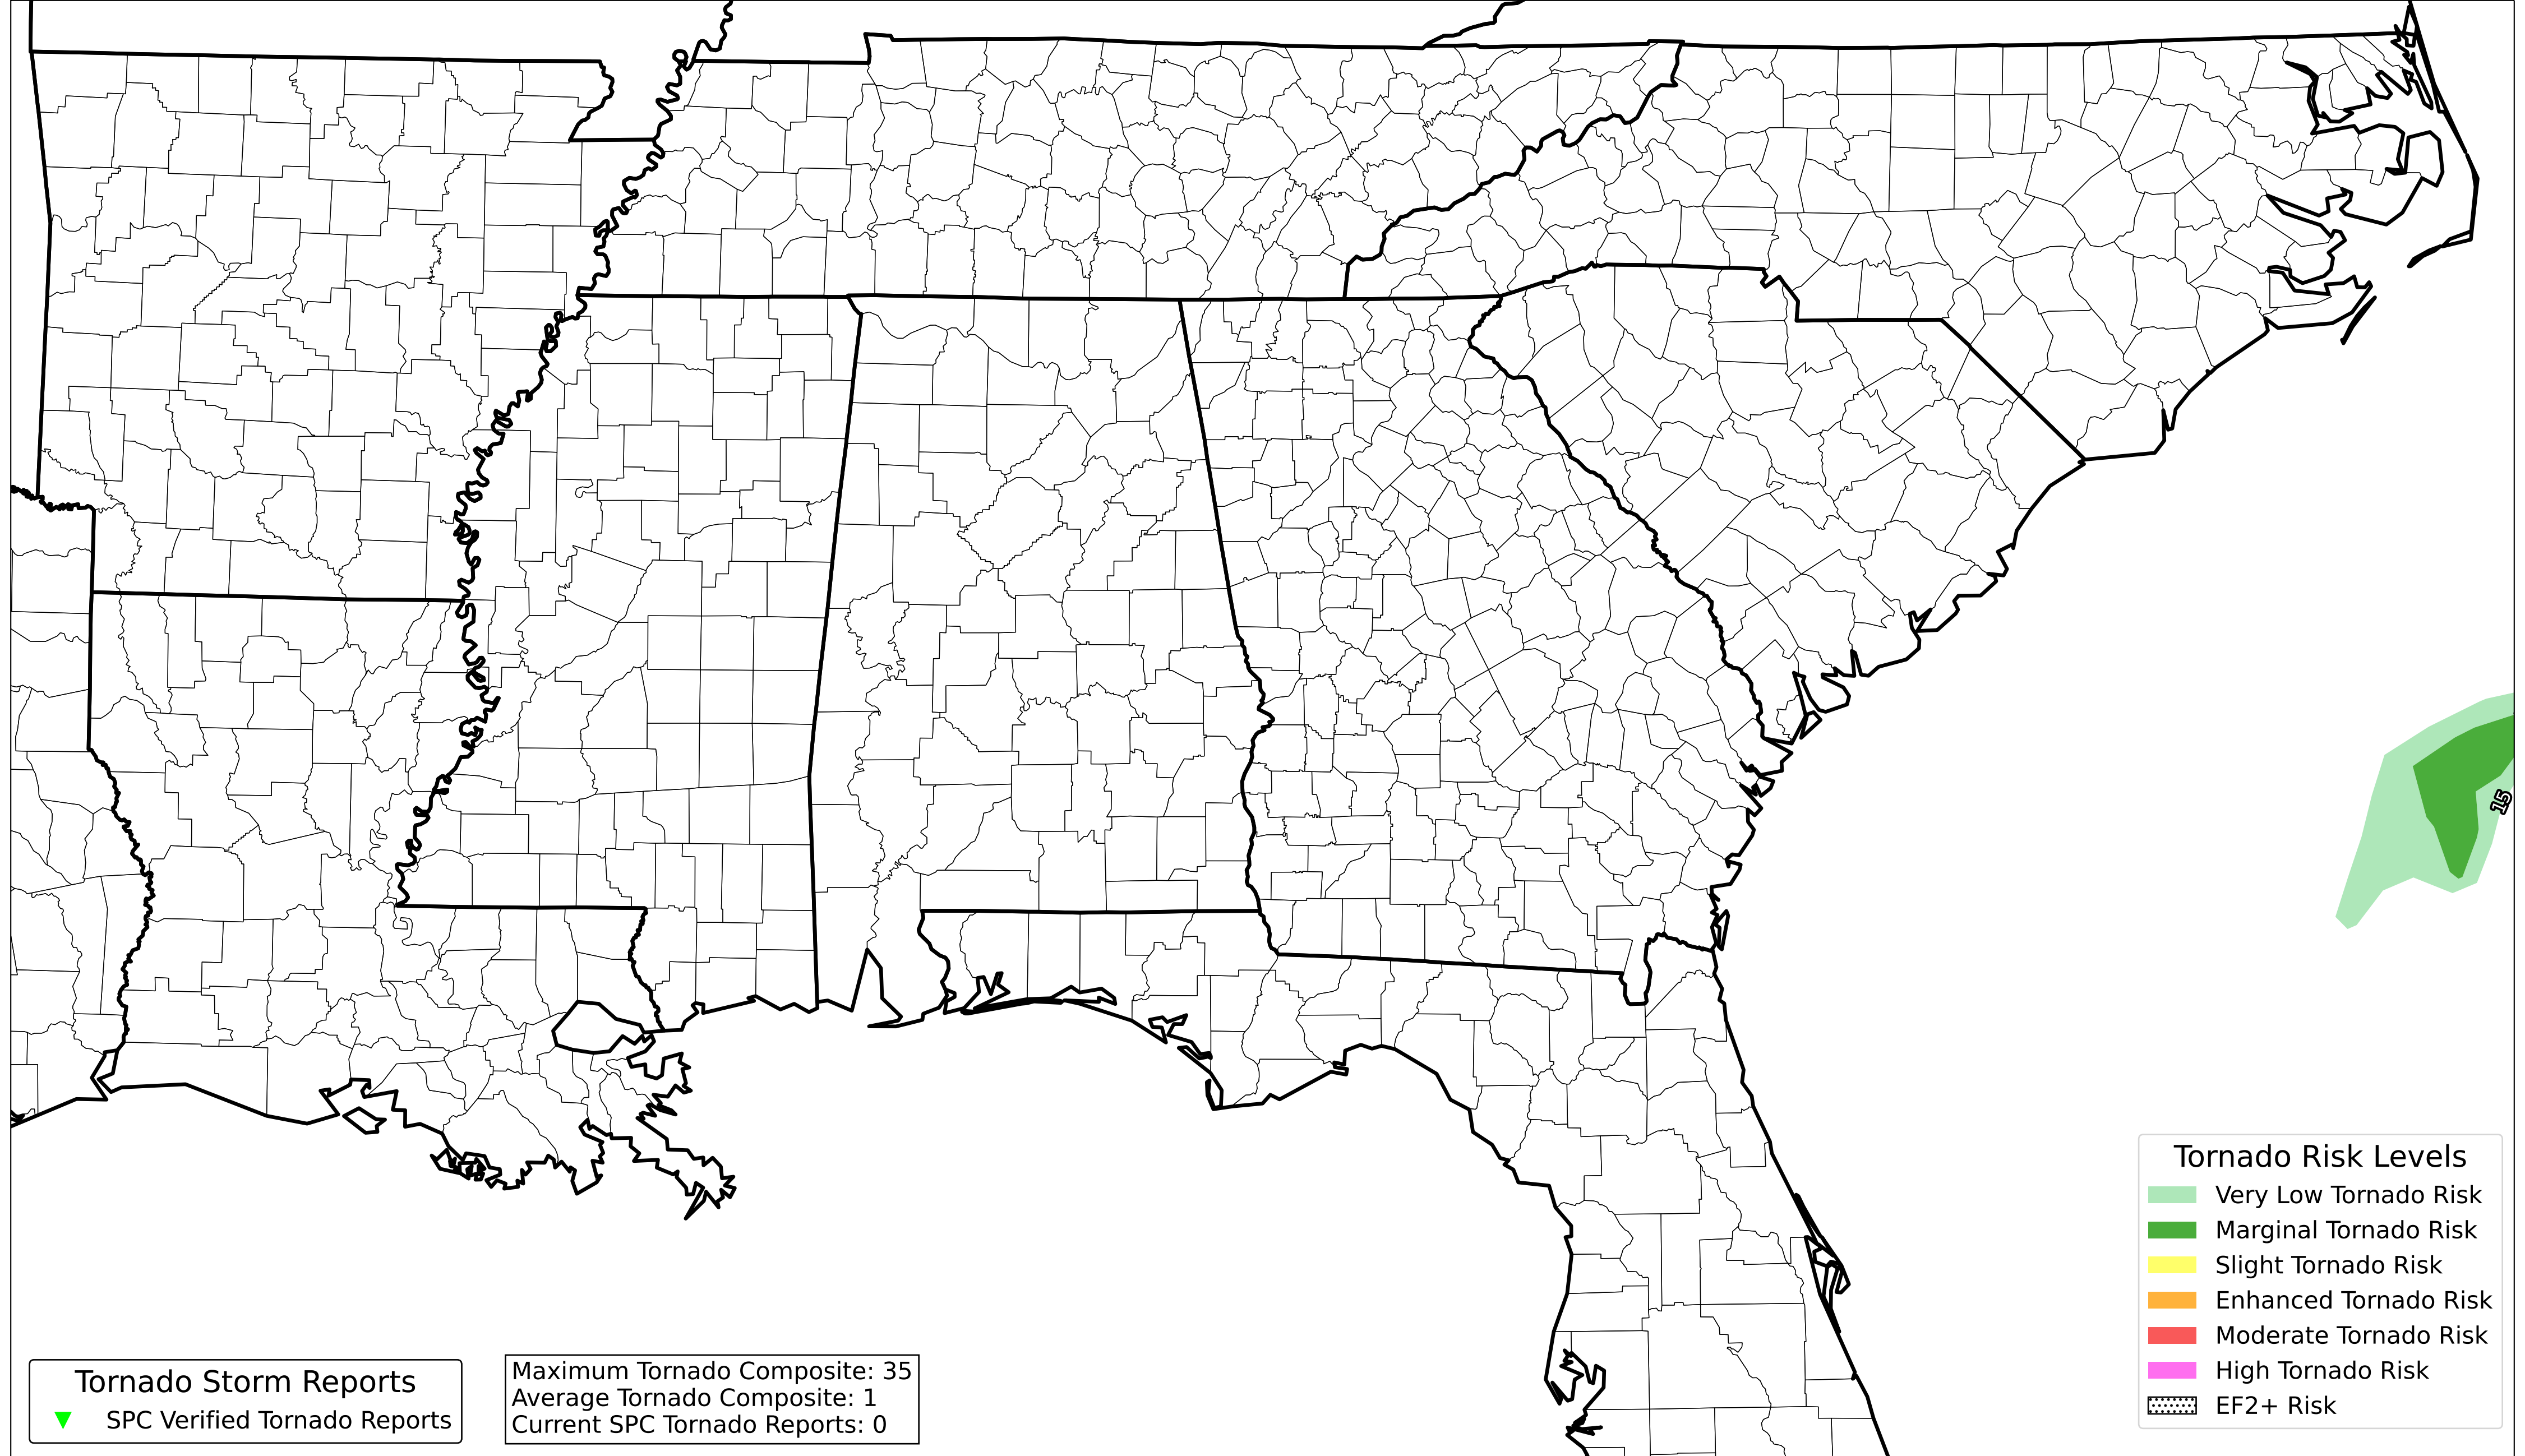 15
Tornado Risk Levels
Very Low Tornado Risk
Marginal Tornado Risk
Slight Tornado Risk
Enhanced Tornado Risk
Moderate Tornado Risk
High Tornado Risk
EF2+ Risk
Tornado Storm Reports
SPC Verified Tornado Reports
Maximum Tornado Composite: 35
Average Tornado Composite: 1
Current SPC Tornado Reports: 0